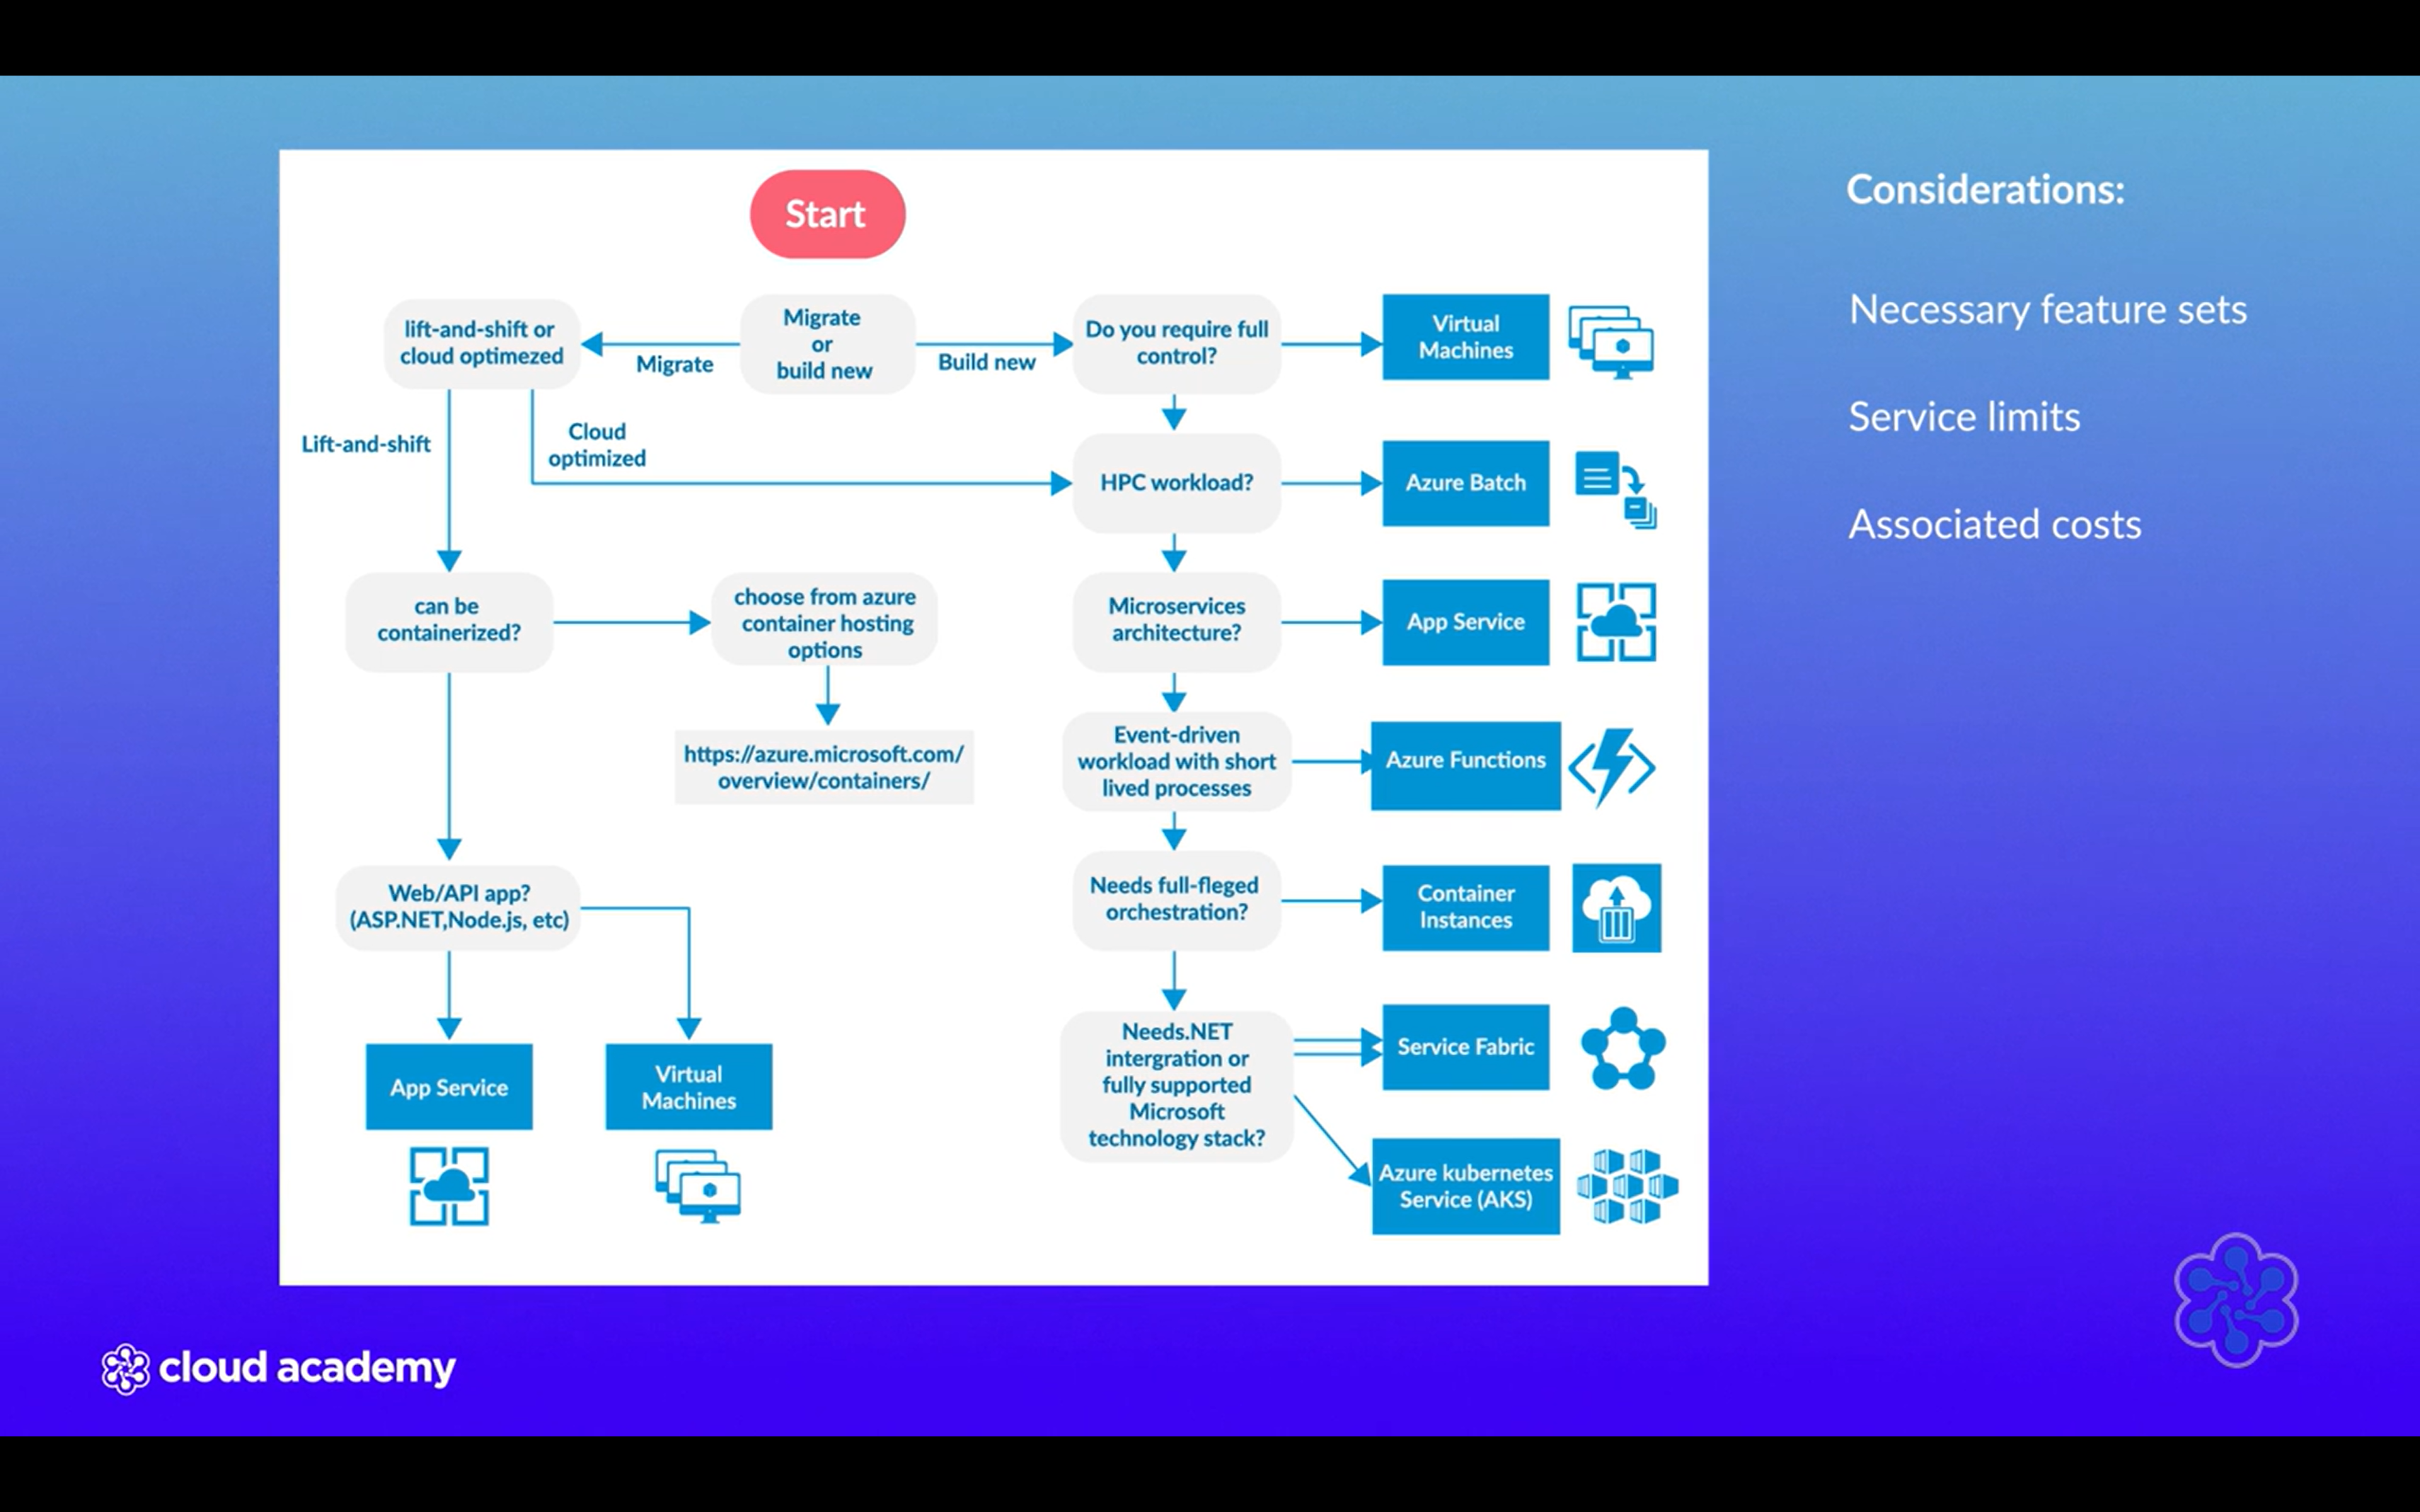 Start
Considerations:
Necessary feature sets
Service limits
Associated costs
lift-and-shift or
cloud optimezed
Migrate
Migrate
or
build new
Build new
Do you require full
control?
Virtual
Machines
Lift-and-shift
Cloud
optimized
HPC workload?
Azure Batch
can be
containerized?
choose from azure
container hosting
options
Microservices
architecture?
App Service
https://azure.microsoft.com/
overview/containers/
Event-driven
workload with short
lived processes
Azure Functions
Web/API app?
(ASP.NET,Node.js, etc)
Needs full-fleged
orchestration?
Container
Instances
App Service
Virtual
Machines
Needs.NET
intergration or
fully supported
Microsoft
technology stack?
Service Fabric
Azure kubernetes
Service (AKS)
cloud academy